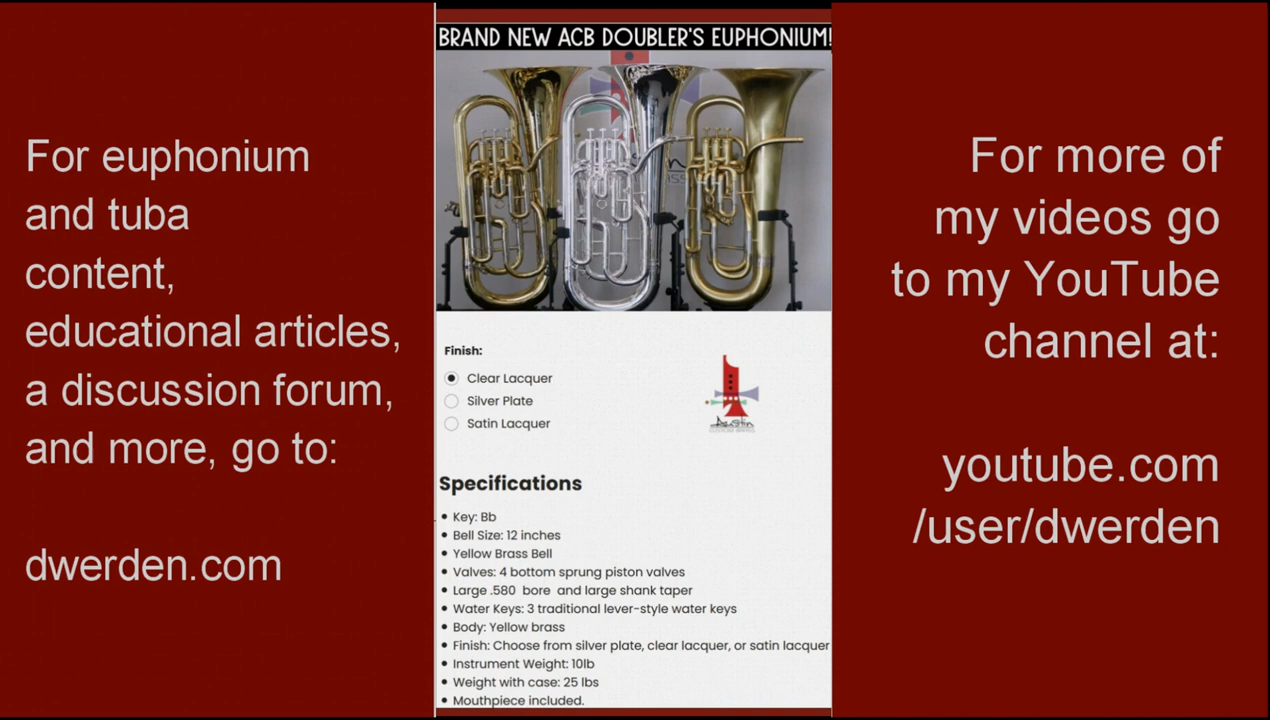 For euphonium
and tuba
content,
educational articles,
a discussion forum,
and more, go to:
dwerden.com
BRAND NEW ACB DOUBLER'S EUPHONIUM!
Finish:
Clear Lacquer
Silver Plate
Satin Lacquer
Austin
CUSTOM BRASS
Specifications
• Key: Bb
• Bell Size: 12 inches
• Yellow Brass Bell
• Valves: 4 bottom sprung piston valves
• Large .580 bore and large shank taper
• Water Keys: 3 traditional lever-style water keys
• Body: Yellow brass
• Finish: Choose from silver plate, clear lacquer, or satin lacquer
• Instrument Weight: 10lb
• Weight with case: 25 lbs
• Mouthpiece included.
For more of
my videos go
to my YouTube
channel at:
youtube.com
/user/dwerden